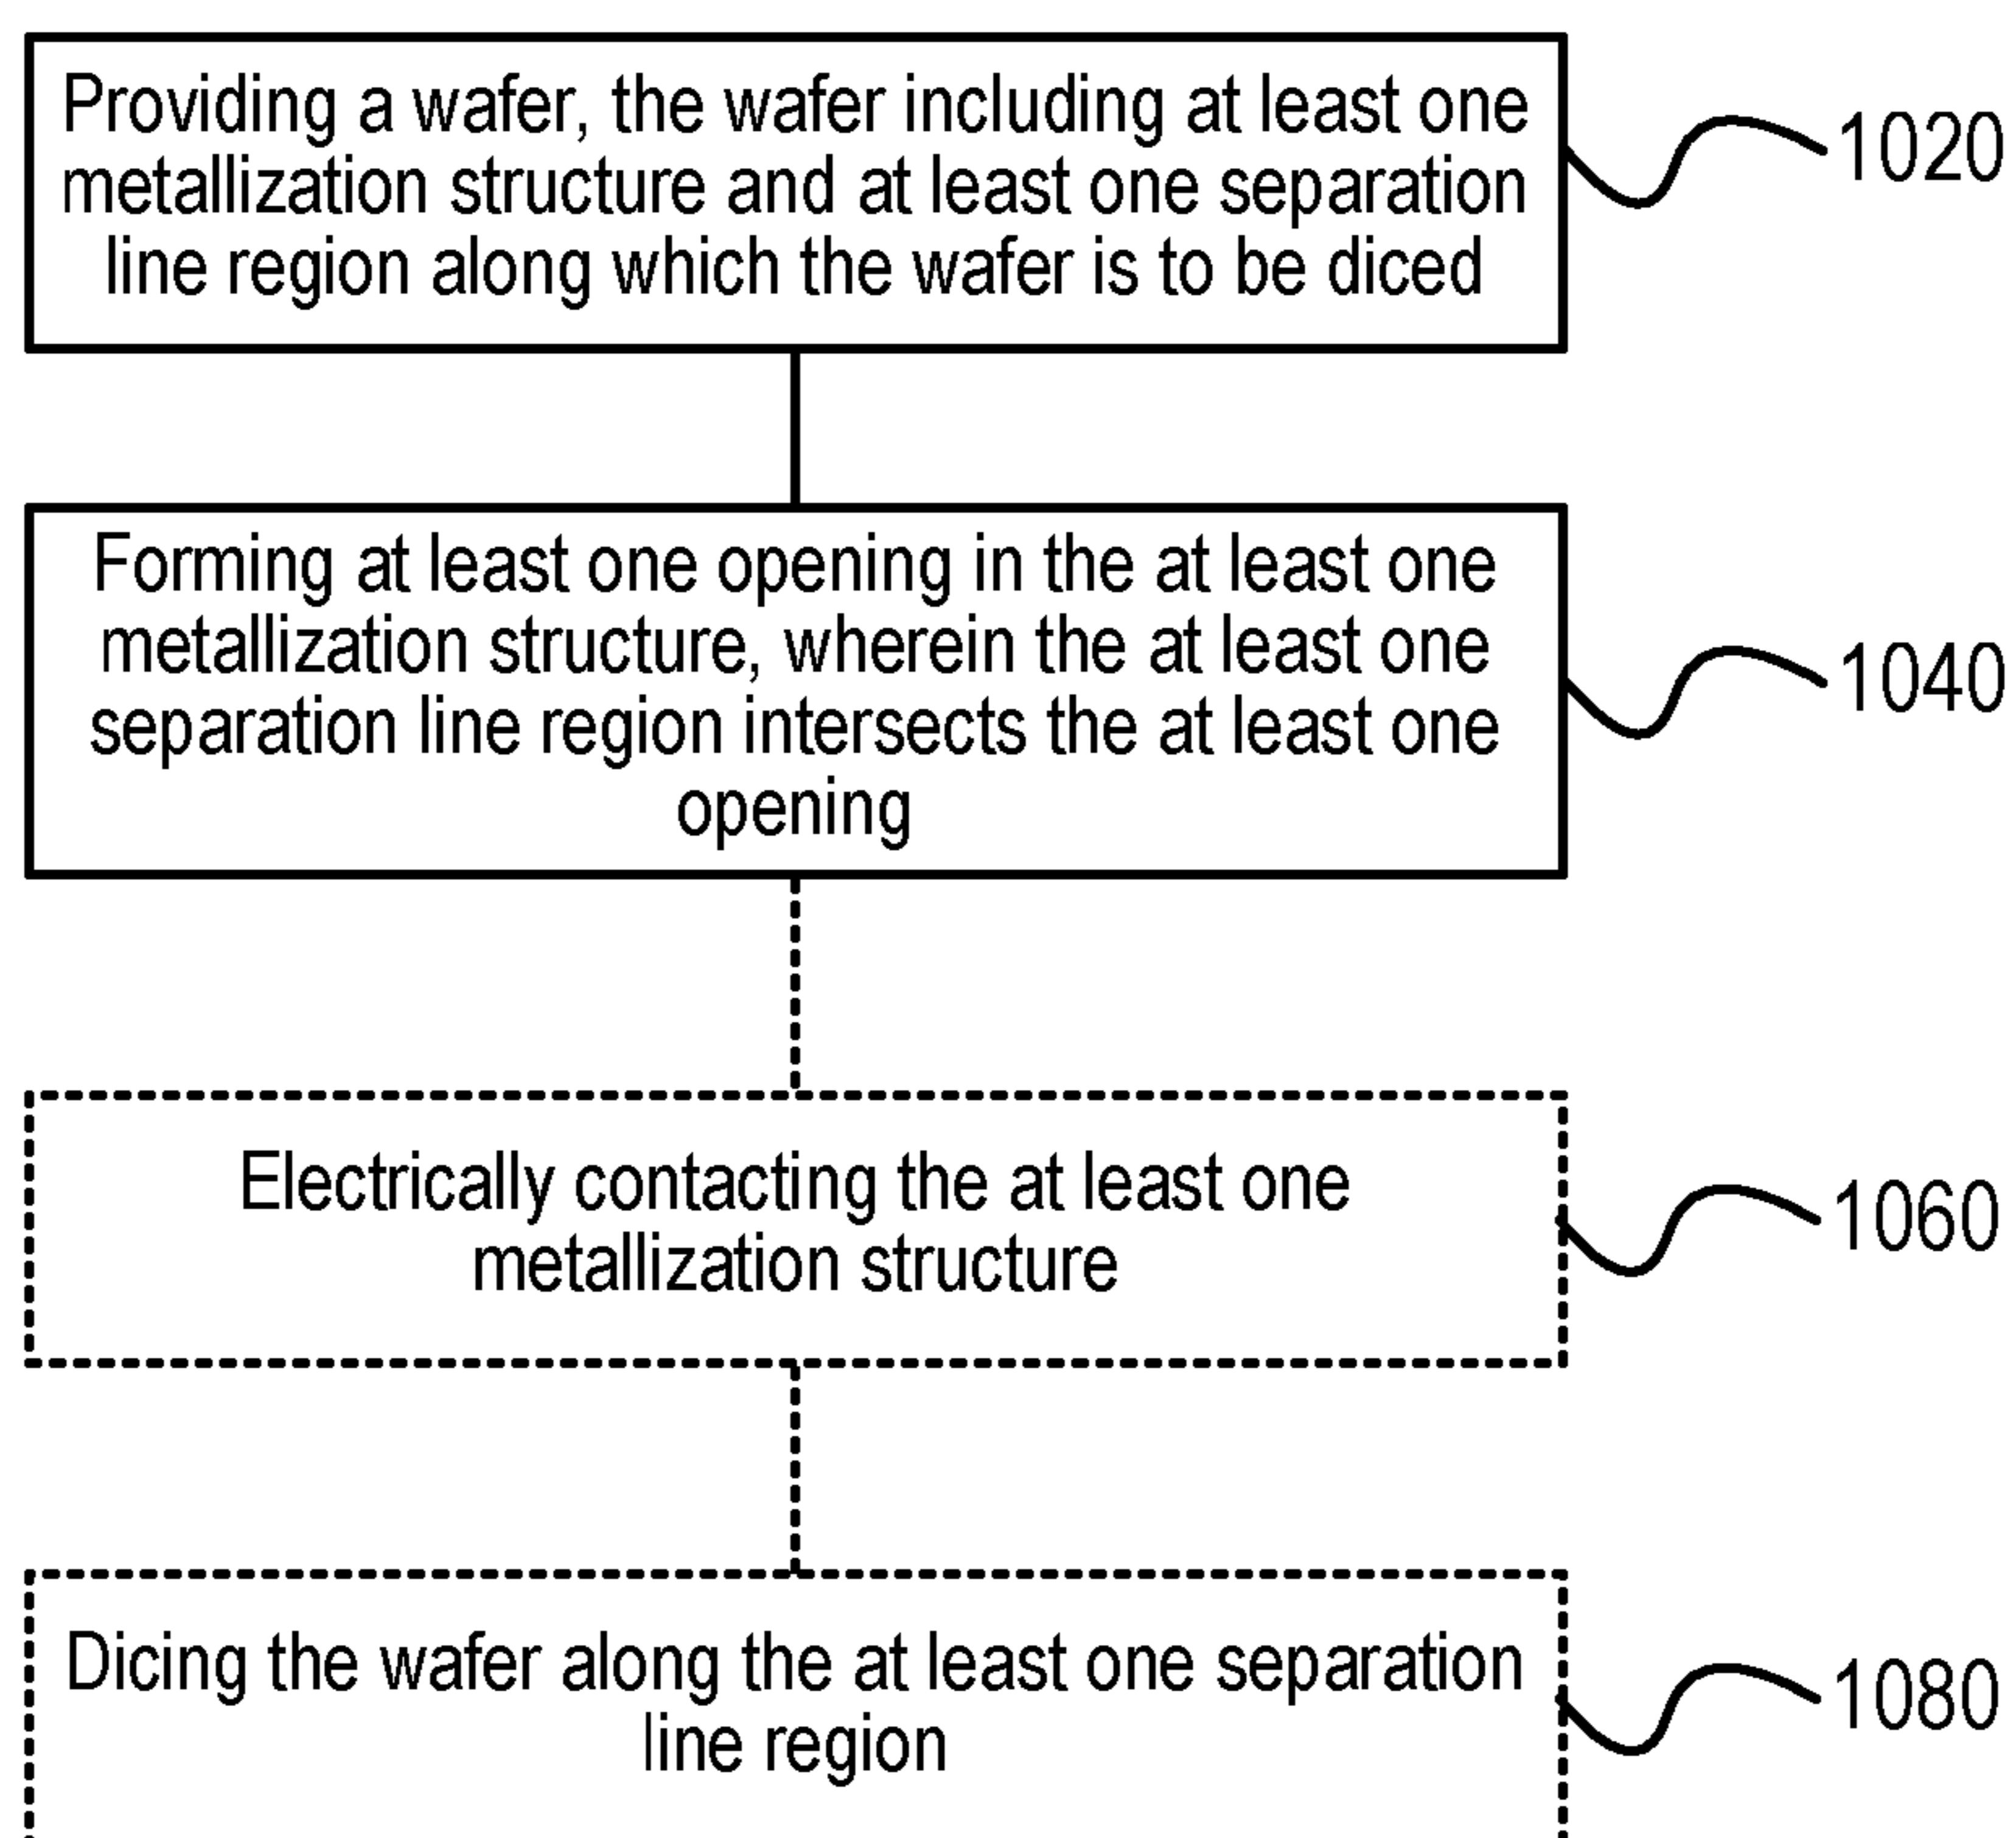 Providing a wafer, the wafer including at least one
metallization structure and at least one separation
line region along which the wafer is to be diced
1020
Forming at least one opening in the at least one
metallization structure, wherein the at least one
separation line region intersects the at least one
opening
1040
Electrically contacting the at least one
metallization structure
1060
Dicing the wafer along the at least one separation
line region
1080